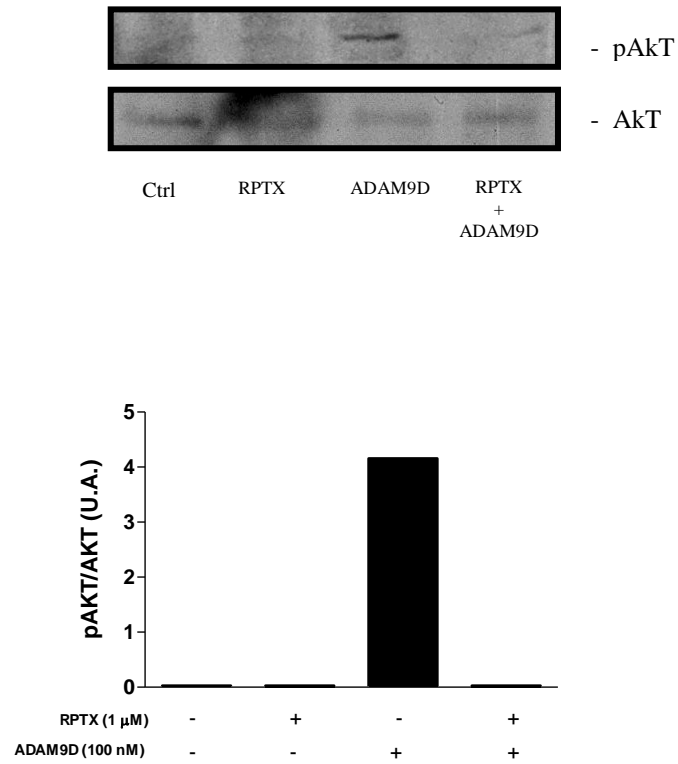 - pAkT
- AkT
Ctrl RPTX ADAM9D RPTX
+
ADAM9D
5
4
3
2
1
0
pAKT/AKT (U.A.)
RPTX (1 µM) - + - +
ADAM9D (100 nM) - - + +